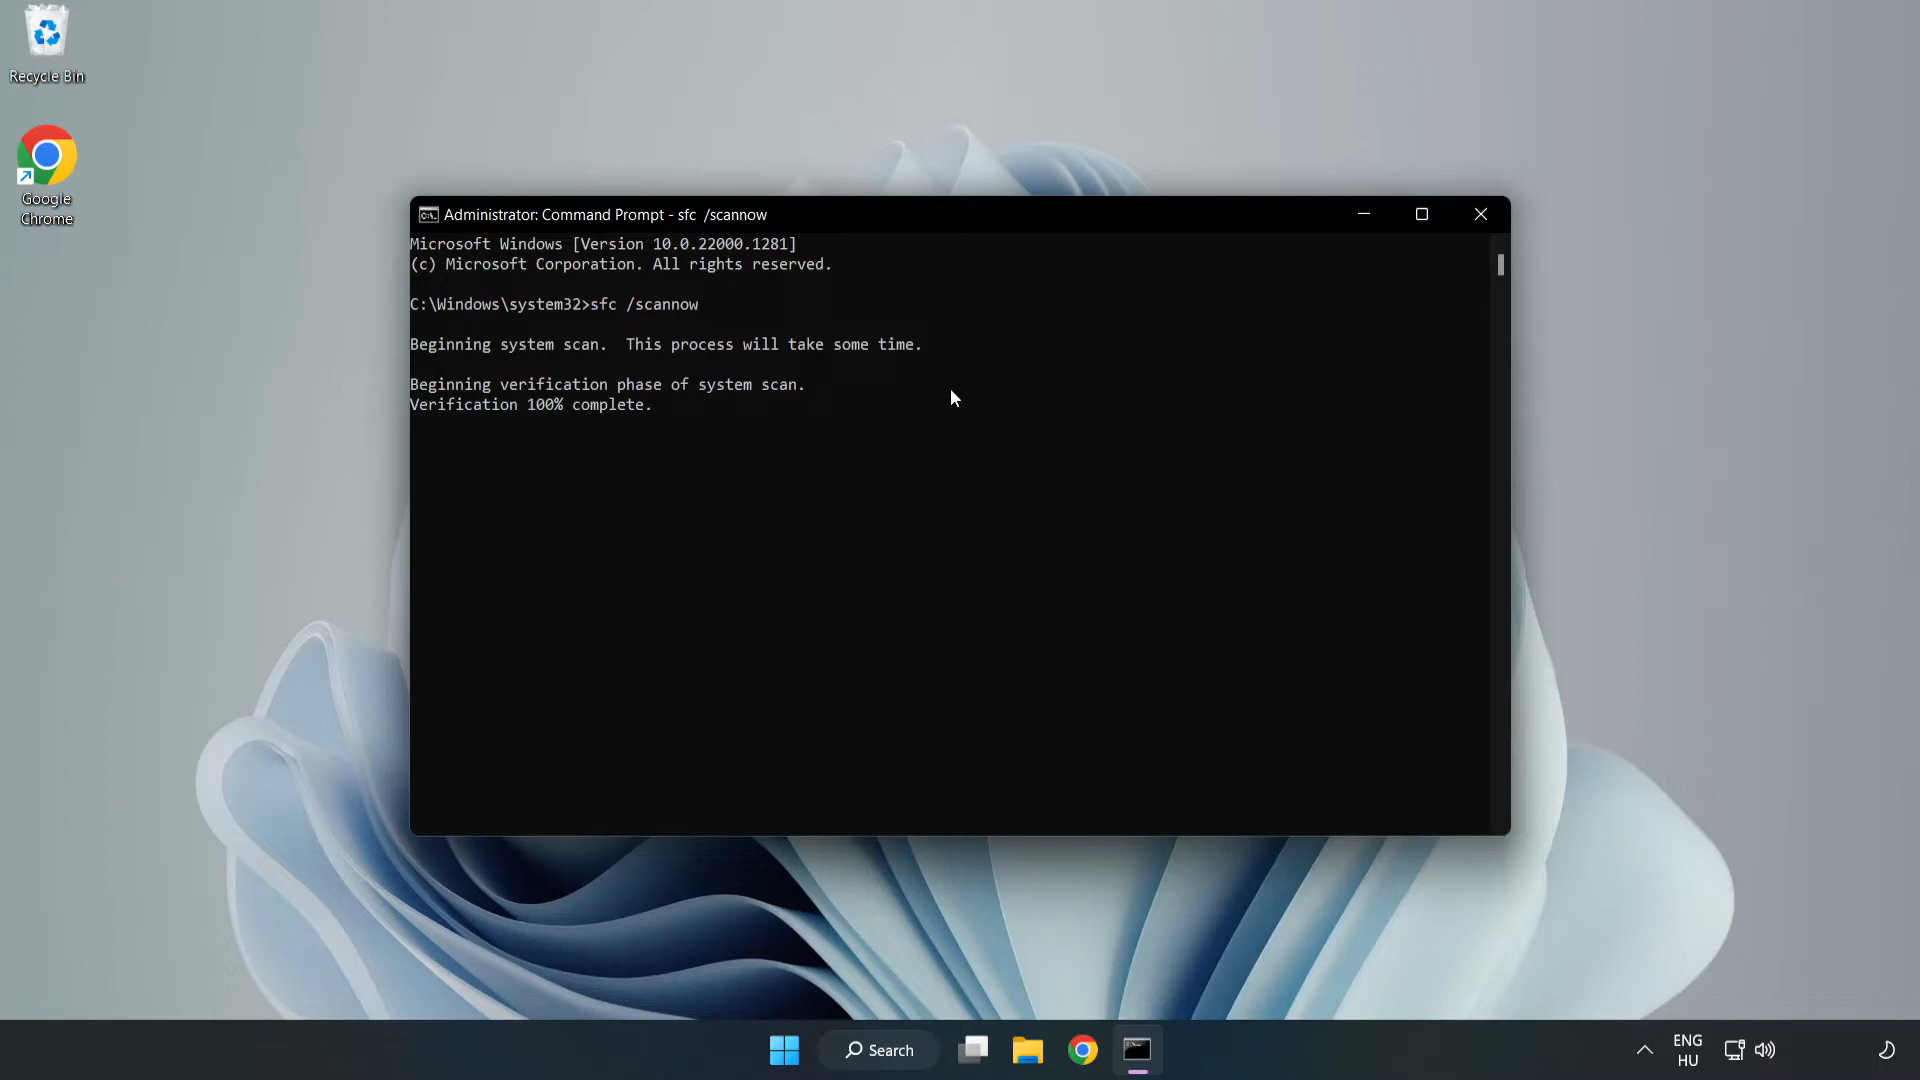 Recycle Bin
Google
Chrome
Administrator: Command Prompt - sfc  /scannow
Microsoft Windows [Version 10.0.22000.1281]
(c) Microsoft Corporation. All rights reserved.
C:\Windows\system32>sfc /scannow
Beginning system scan.  This process will take some time.
Beginning verification phase of system scan.
Verification 100% complete.
Search
ENG
HU